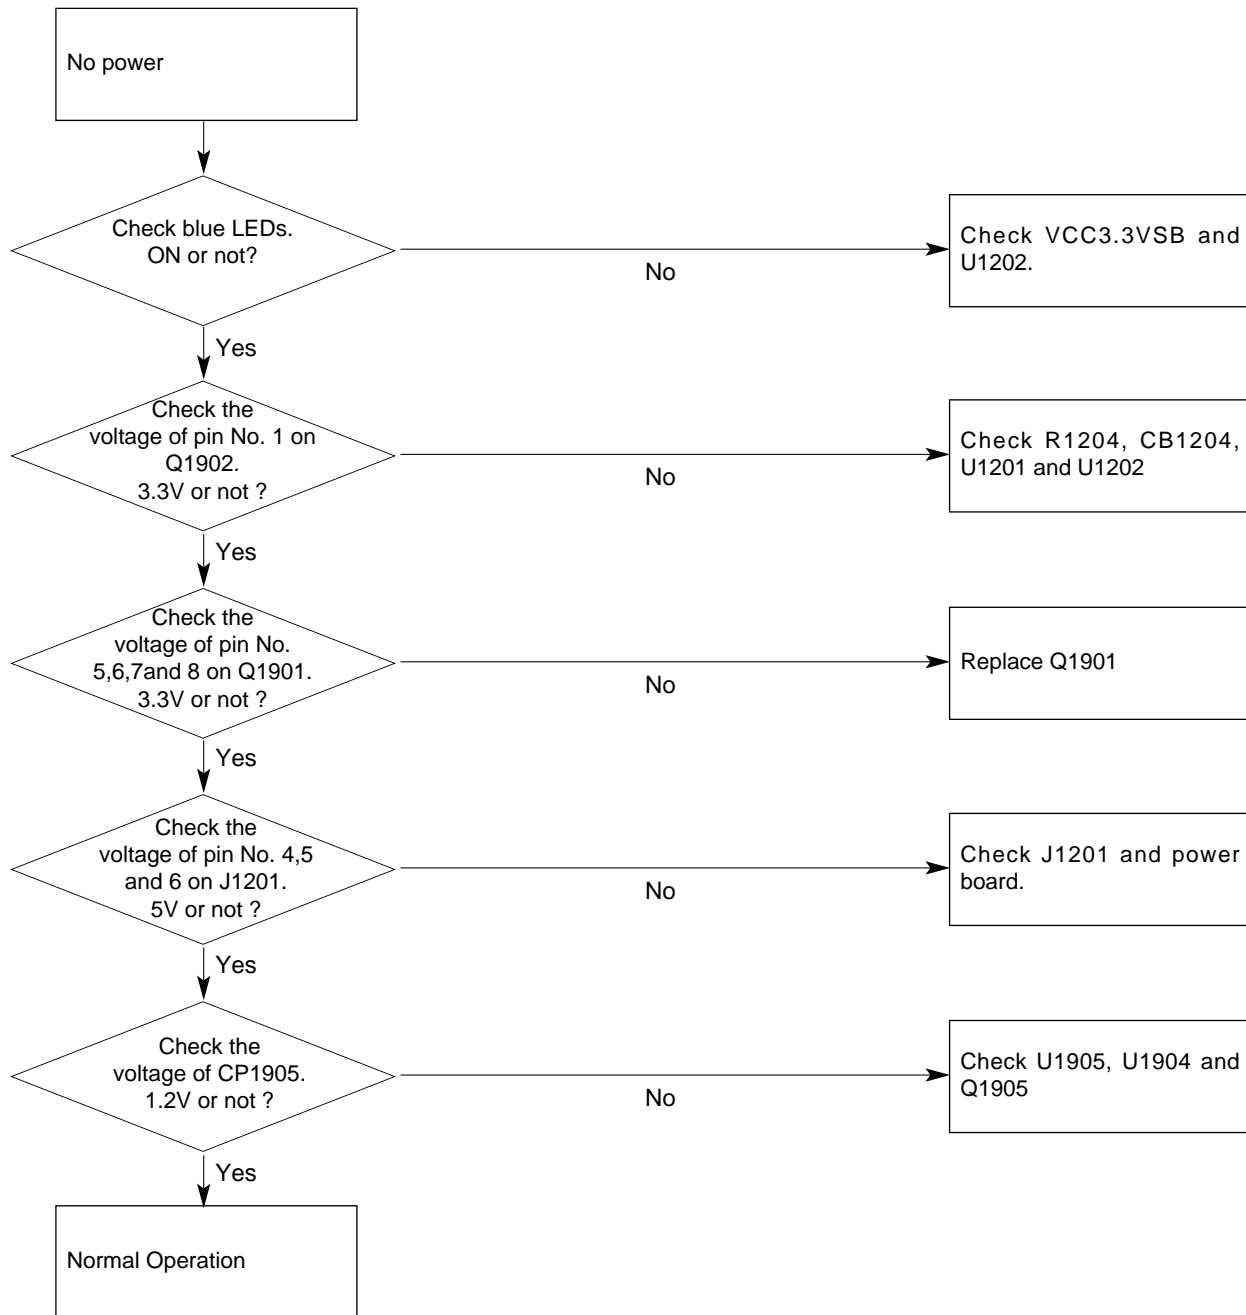 No power
Check blue LEDs.
ON or not?
No
Check VCC3.3VSB and
U1202.
Yes
Check the
voltage of pin No. 1 on
Q1902.
3.3V or not ?
No
Check R1204, CB1204,
U1201 and U1202
Yes
Check the
voltage of pin No.
5,6,7and 8 on Q1901.
3.3V or not ?
No
Replace Q1901
Yes
Check the
voltage of pin No. 4,5
and 6 on J1201.
5V or not ?
No
Check J1201 and power
board.
Yes
Check the
voltage of CP1905.
1.2V or not ?
No
Check U1905, U1904 and
Q1905
Yes
Normal Operation